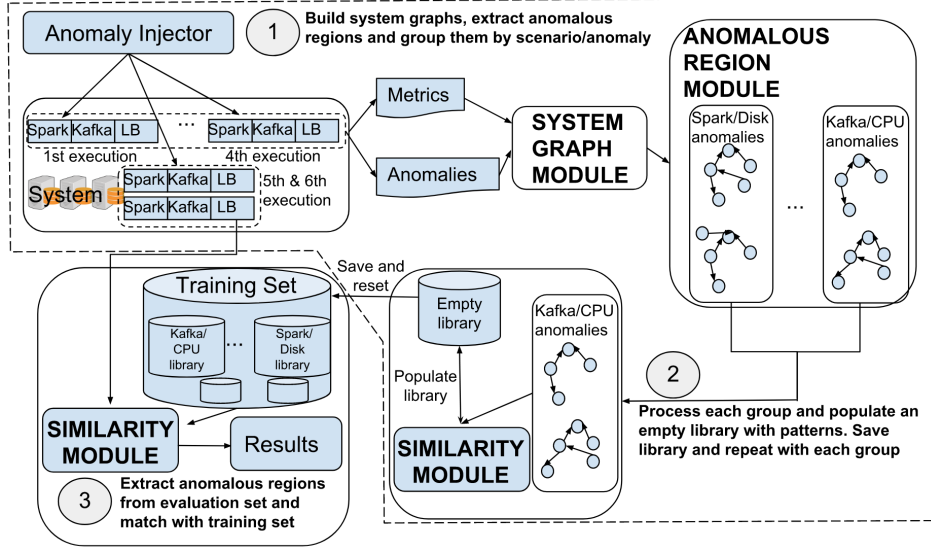 Anomaly Injector
1
Build system graphs, extract anomalous
regions and group them by scenario/anomaly
Spark Kafka LB
...
Spark Kafka LB
1st execution
4th execution
System
Spark Kafka LB
Spark Kafka LB
5th & 6th
execution
Metrics
Anomalies
SYSTEM
GRAPH
MODULE
ANOMALOUS
REGION
MODULE
Spark/Disk
anomalies
...
Kafka/CPU
anomalies
2
Process each group and populate an
empty library with patterns. Save
library and repeat with each group
Save and
reset
Empty
library
Kafka/CPU
anomalies
Populate
library
SIMILARITY
MODULE
Training Set
Kafka/
CPU
library
...
Spark/
Disk
library
SIMILARITY
MODULE
Results
3
Extract anomalous regions
from evaluation set and
match with training set